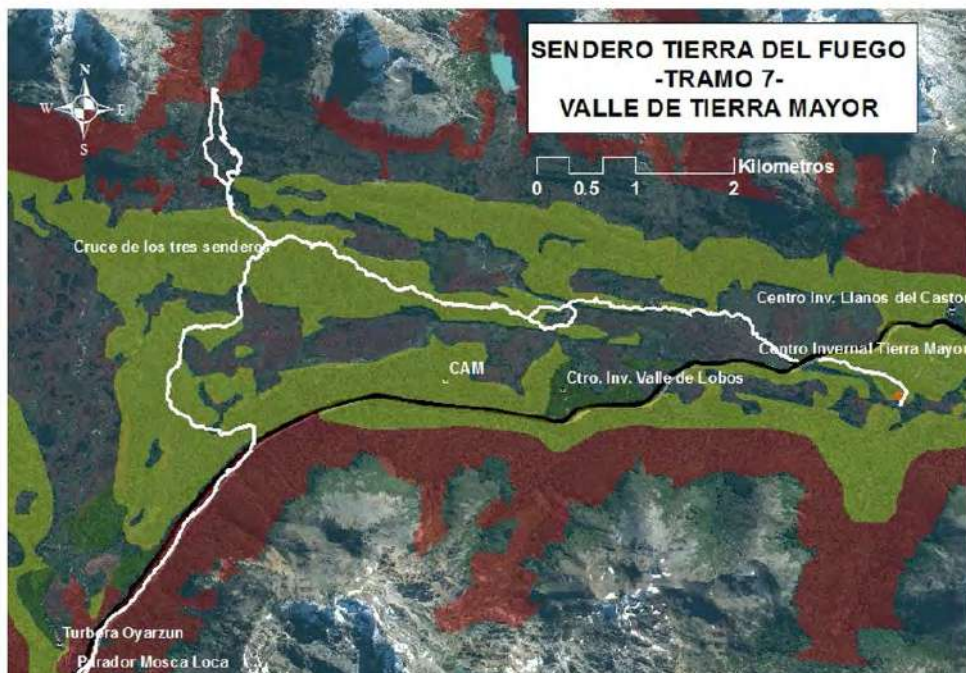 SENDERO TIERRA DEL FUEGO
-TRAMO 7-
VALLE DE TIERRA MAYOR
N
W E
S
Kilometros
0 0.5 1 2
Cruce de los tres senderos
Centro Inv. Llanos del Castor
Centro Invernal Tierra Mayor
CAM
Ctro. Inv. Valle de Lobos
Turbera Oyarzun
Parador Mosca Loca